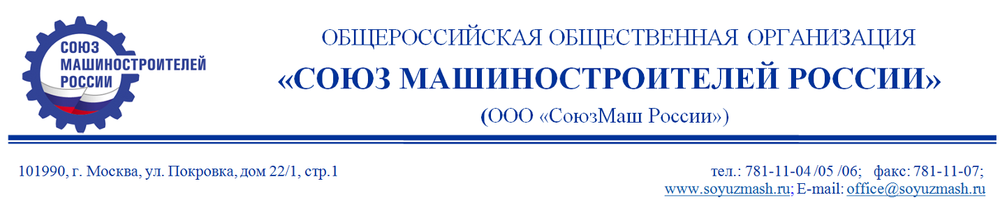 СОЮЗ
МАШИНОСТРОИТЕЛЕЙ
РОССИИ
ОБЩЕРОССИЙСКАЯ ОБЩЕСТВЕННАЯ ОРГАНИЗАЦИЯ
«СОЮЗ МАШИНОСТРОИТЕЛЕЙ РОССИИ»
(ООО «СоюзМаш России»)
101990, г. Москва, ул. Покровка, дом 22/1, стр.1
тел.: 781-11-04 /05 /06; факс: 781-11-07;
www.soyuzmash.ru; E-mail: office@soyuzmash.ru